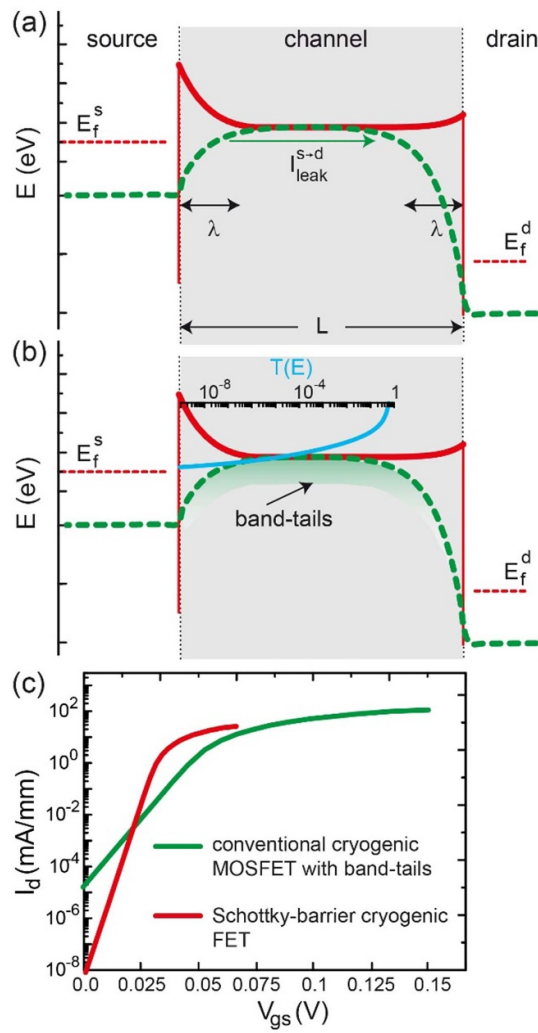 (a)
source channel drain
E_f^s
E (eV)
I_leak^s→d
λ
λ
E_f^d
L
(b)
T(E)
10^-8 10^-4 1
E_f^s
E (eV)
band-tails
E_f^d
(c)
10^2
10^0
10^-2
10^-4
10^-6
10^-8
I_d (mA/mm)
conventional cryogenic
MOSFET with band-tails
Schottky-barrier cryogenic
FET
0.0 0.025 0.05 0.075 0.1 0.125 0.15
V_gs (V)